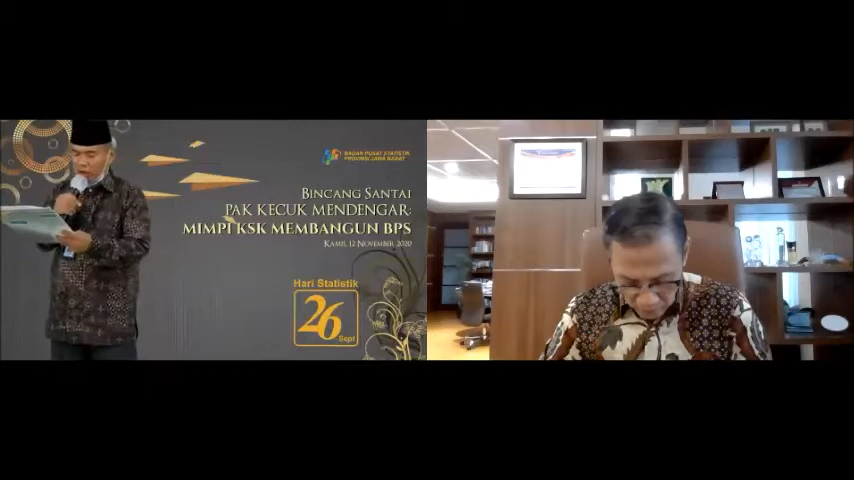 BADAN PUSAT STATISTIK
PROVINSI JAWA BARAT
BINCANG SANTAI
PAK KECUK MENDENGAR:
MIMPI KSK MEMBANGUN BPS
KAMIS, 12 NOVEMBER 2020
Hari Statistik
26
Sept